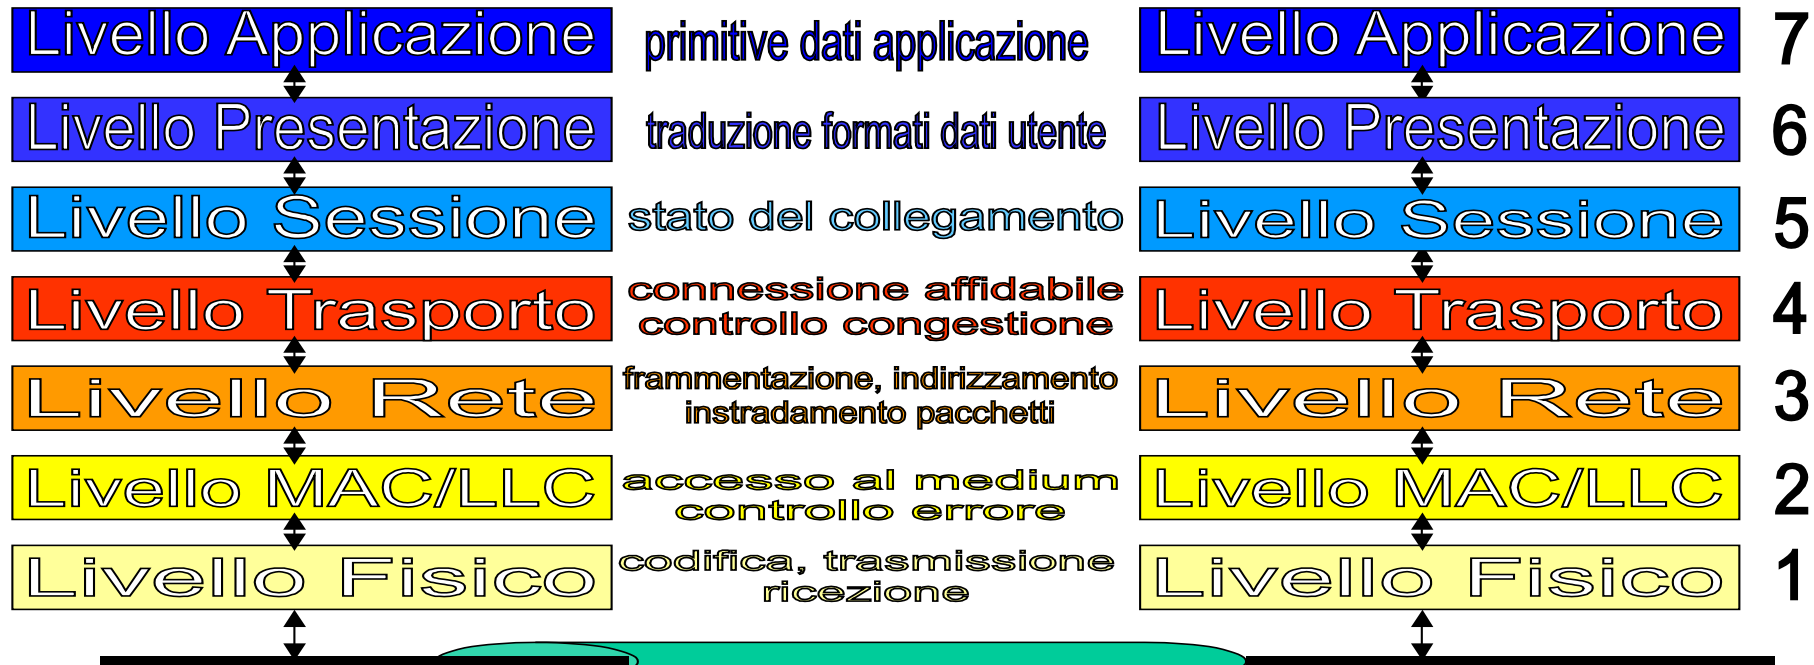 Livello Applicazione primitive dati applicazione Livello Applicazione 7
Livello Presentazione traduzione formati dati utente Livello Presentazione 6
Livello Sessione stato del collegamento Livello Sessione 5
Livello Trasporto connessione affidabile Livello Trasporto 4
controllo congestione
Livello Rete frammentazione, indirizzamento Livello Rete 3
instradamento pacchetti
Livello MAC/LLC accesso al medium Livello MAC/LLC 2
controllo errore
Livello Fisico codifica, trasmissione Livello Fisico 1
ricezione